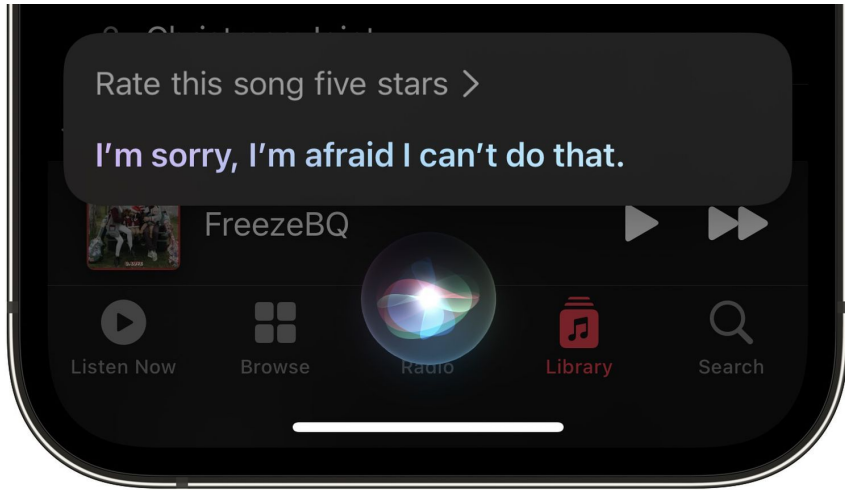 Rate this song five stars >
I'm sorry, I'm afraid I can't do that.
FreezeBQ
Listen Now
Browse
Radio
Library
Search